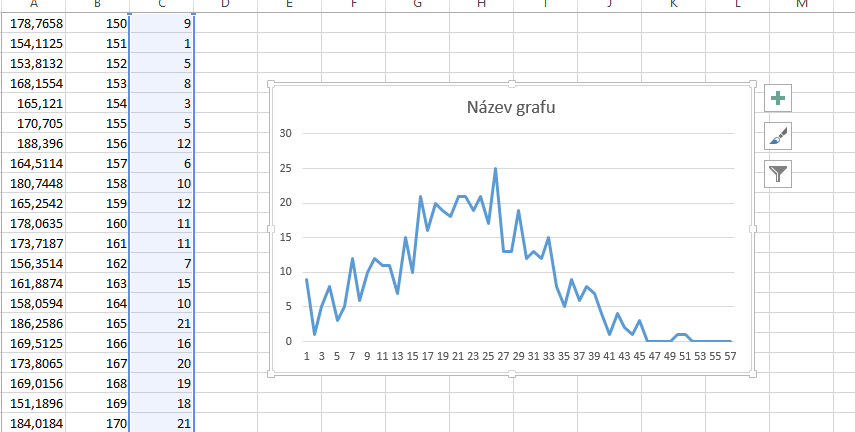 A B C D E F G H I J K L M
178,7658 150 9
154,1125 151 1
153,8132 152 5
168,1554 153 8
165,121 154 3
170,705 155 5
188,396 156 12
164,5114 157 6
180,7448 158 10
165,2542 159 12
178,0635 160 11
173,7187 161 11
156,3514 162 7
161,8874 163 15
158,0594 164 10
186,2586 165 21
169,5125 166 16
173,8065 167 20
169,0156 168 19
151,1896 169 18
184,0184 170 21
Název grafu
30
25
20
15
10
5
0
1 3 5 7 9 11 13 15 17 19 21 23 25 27 29 31 33 35 37 39 41 43 45 47 49 51 53 55 57